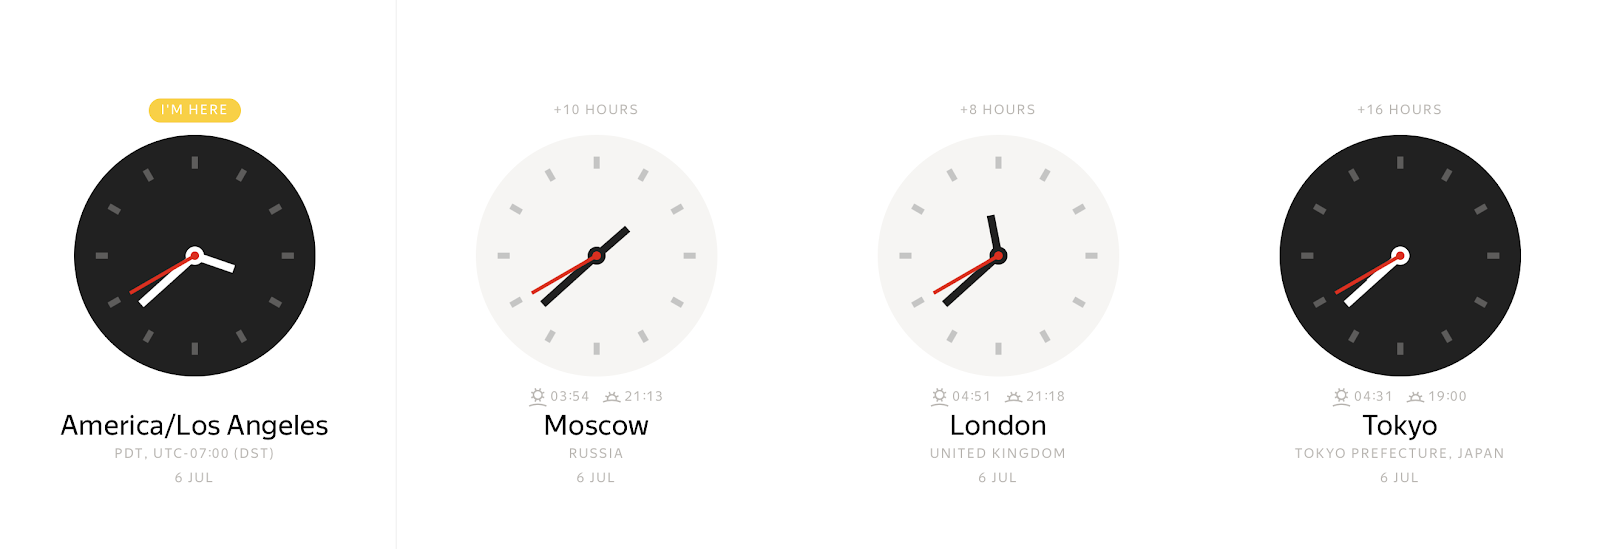 I'M HERE
+10 HOURS
+8 HOURS
+16 HOURS
03:54 21:13
04:51 21:18
04:31 19:00
America/Los Angeles
Moscow
London
Tokyo
PDT, UTC-07:00 (DST)
RUSSIA
UNITED KINGDOM
TOKYO PREFECTURE, JAPAN
6 JUL
6 JUL
6 JUL
6 JUL